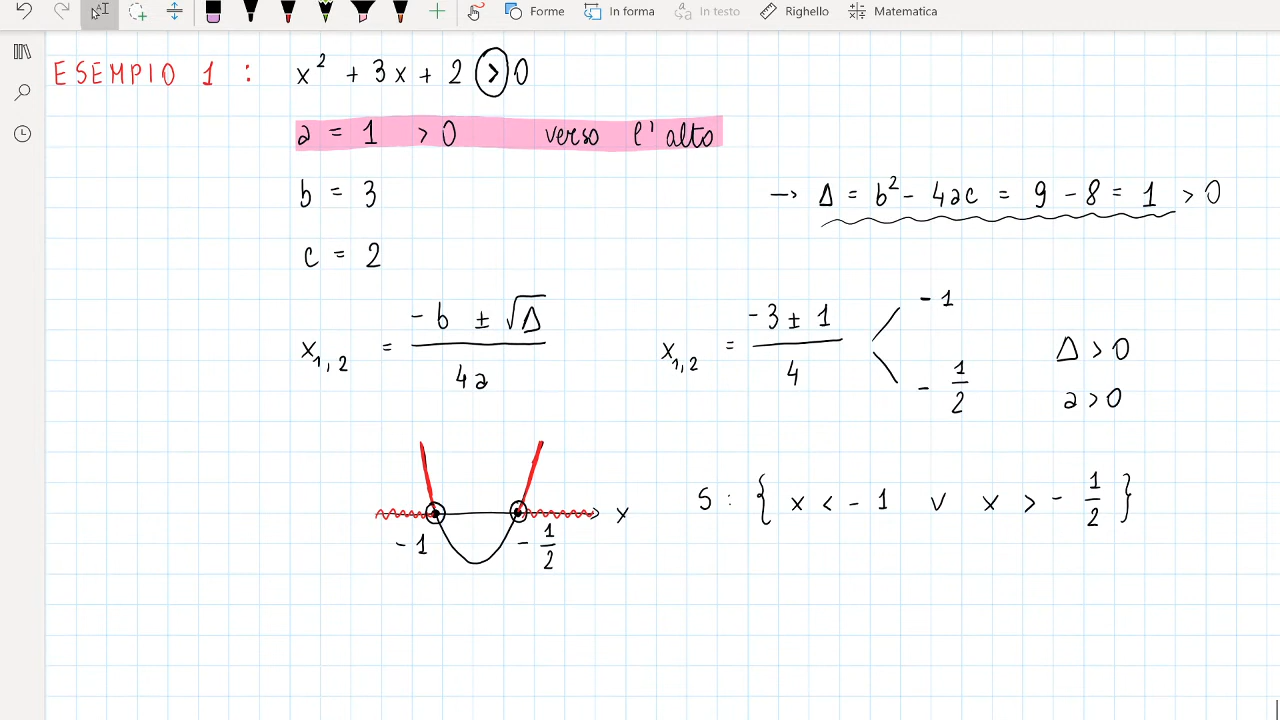 Forme In forma In testo Righello Matematica
ESEMPIO 1 : x² + 3x + 2 > 0
a = 1 > 0 verso l'alto
b = 3
→ Δ = b² - 4ac = 9 - 8 = 1 > 0
c = 2
x₁,₂ = (-b ± √Δ) / 4a
x₁,₂ = (-3 ± 1) / 4
-1
- 1/2
Δ > 0
a > 0
-1 - 1/2 x
S : { x < -1 ∨ x > - 1/2 }